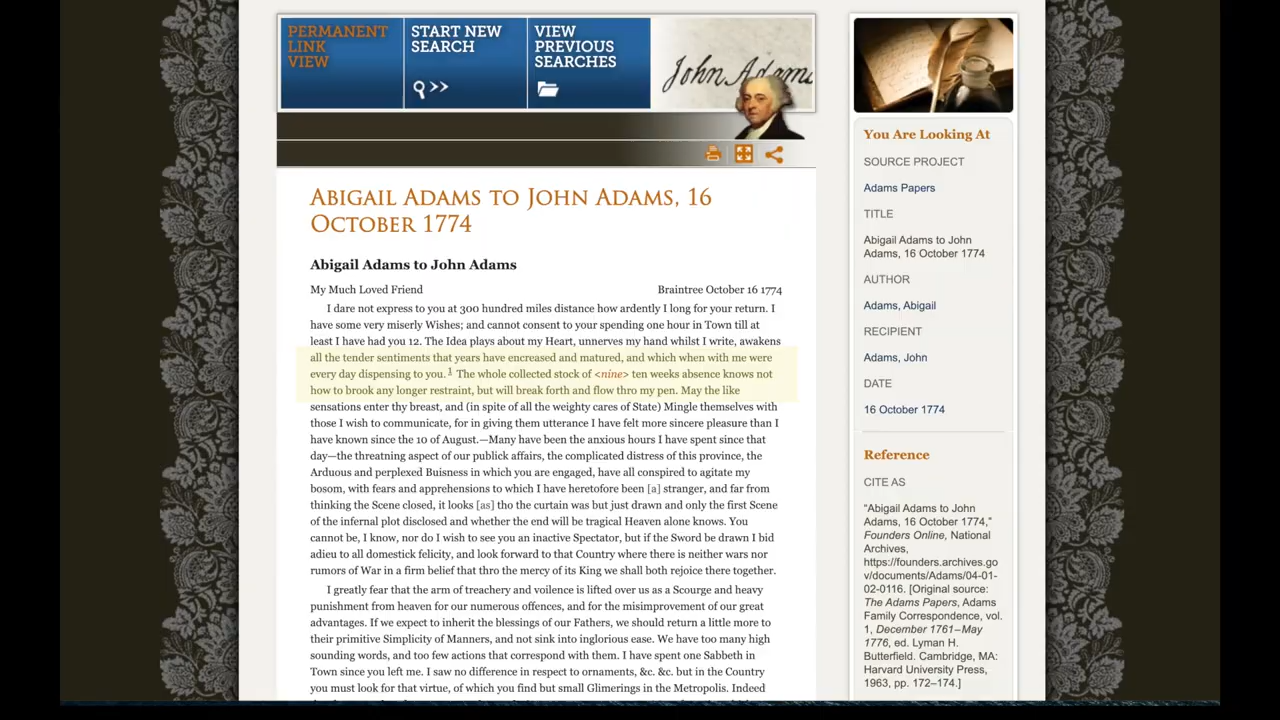 PERMANENT
LINK
VIEW
START NEW
SEARCH
VIEW
PREVIOUS
SEARCHES
John Adams
ABIGAIL ADAMS TO JOHN ADAMS, 16
OCTOBER 1774
Abigail Adams to John Adams
My Much Loved Friend
Braintree October 16 1774
I dare not express to you at 300 hundred miles distance how ardently I long for your return. I
have some very miserly Wishes; and cannot consent to your spending one hour in Town till at
least I have had you 12. The Idea plays about my Heart, unnerves my hand whilst I write, awakens
all the tender sentiments that years have encreased and matured, and which when with me were
every day dispensing to you.1 The whole collected stock of <nine> ten weeks absence knows not
how to brook any longer restraint, but will break forth and flow thro my pen. May the like
sensations enter thy breast, and (in spite of all the weighty cares of State) Mingle themselves with
those I wish to communicate, for in giving them utterance I have felt more sincere pleasure than I
have known since the 10 of August.—Many have been the anxious hours I have spent since that
day—the threatning aspect of our publick affairs, the complicated distress of this province, the
Arduous and perplexed Buisness in which you are engaged, have all conspired to agitate my
bosom, with fears and apprehensions to which I have heretofore been [a] stranger, and far from
thinking the Scene closed, it looks [as] tho the curtain was but just drawn and only the first Scene
of the infernal plot disclosed and whether the end will be tragical Heaven alone knows. You
cannot be, I know, nor do I wish to see you an inactive Spectator, but if the Sword be drawn I bid
adieu to all domestick felicity, and look forward to that Country where there is neither wars nor
rumors of War in a firm belief that thro the mercy of its King we shall both rejoice there together.
I greatly fear that the arm of treachery and voilence is lifted over us as a Scourge and heavy
punishment from heaven for our numerous offences, and for the misimprovement of our great
advantages. If we expect to inherit the blessings of our Fathers, we should return a little more to
their primitive Simplicity of Manners, and not sink into inglorious ease. We have too many high
sounding words, and too few actions that correspond with them. I have spent one Sabbeth in
Town since you left me. I saw no difference in respect to ornaments, &c. &c. but in the Country
you must look for that virtue, of which you find but small Glimerings in the Metropolis. Indeed
You Are Looking At
SOURCE PROJECT
Adams Papers
TITLE
Abigail Adams to John
Adams, 16 October 1774
AUTHOR
Adams, Abigail
RECIPIENT
Adams, John
DATE
16 October 1774
Reference
CITE AS
“Abigail Adams to John
Adams, 16 October 1774,”
Founders Online, National
Archives,
https://founders.archives.go
v/documents/Adams/04-01-
02-0116. [Original source:
The Adams Papers, Adams
Family Correspondence, vol.
1, December 1761–May
1776, ed. Lyman H.
Butterfield. Cambridge, MA:
Harvard University Press,
1963, pp. 172–174.]